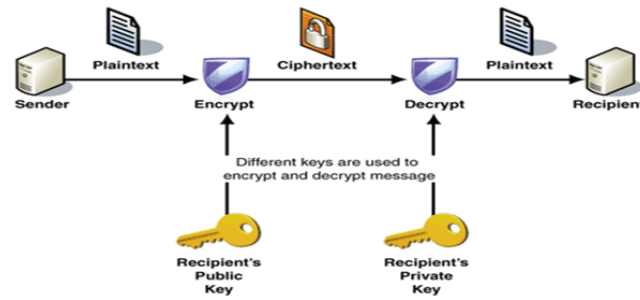 Plaintext
Ciphertext
Plaintext
Sender
Encrypt
Decrypt
Recipient
Different keys are used to
encrypt and decrypt message
Recipient's
Public
Key
Recipient's
Private
Key